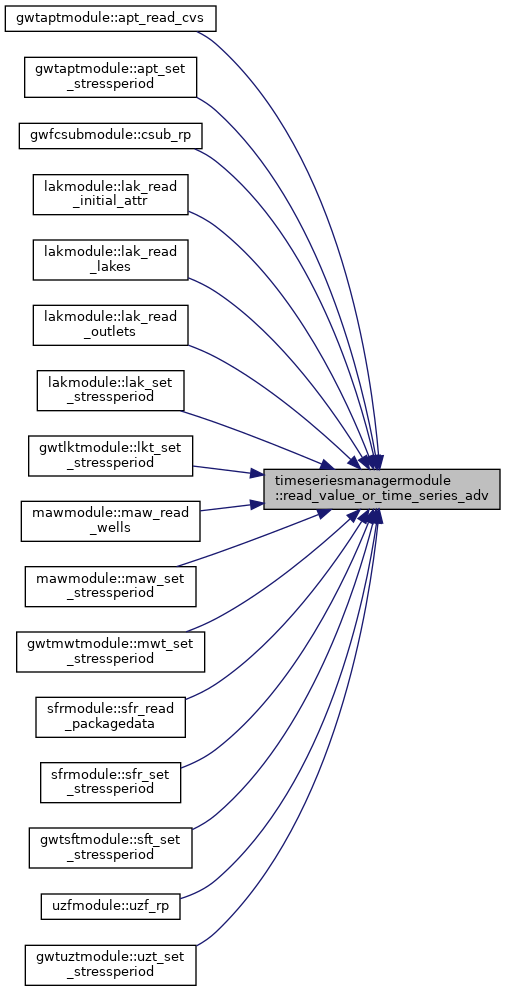 gwtaptmodule::apt_read_cvs
gwtaptmodule::apt_set
_stressperiod
gwfcsubmodule::csub_rp
lakmodule::lak_read
_initial_attr
lakmodule::lak_read
_lakes
lakmodule::lak_read
_outlets
lakmodule::lak_set
_stressperiod
gwtlktmodule::lkt_set
_stressperiod
timeseriesmanagermodule
::read_value_or_time_series_adv
mawmodule::maw_read
_wells
mawmodule::maw_set
_stressperiod
gwtmwtmodule::mwt_set
_stressperiod
sfrmodule::sfr_read
_packagedata
sfrmodule::sfr_set
_stressperiod
gwtsftmodule::sft_set
_stressperiod
uzfmodule::uzf_rp
gwtuztmodule::uzt_set
_stressperiod